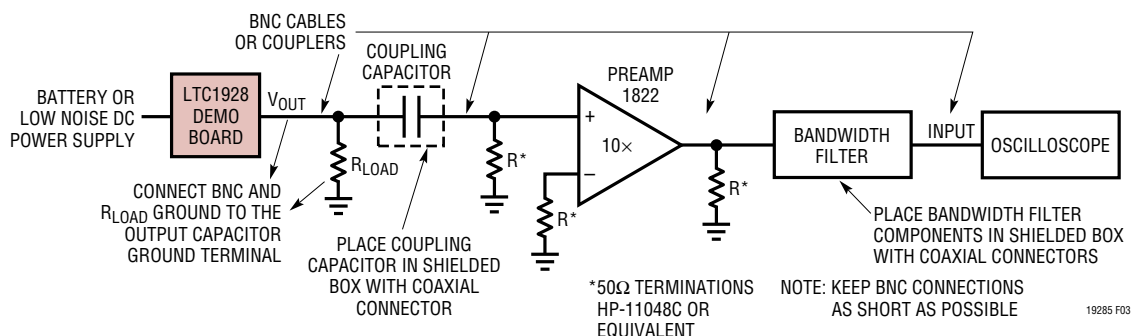 BNC CABLES
OR COUPLERS
COUPLING
CAPACITOR
PREAMP
1822
BATTERY OR
LOW NOISE DC
POWER SUPPLY
LTC1928
DEMO
BOARD
VOUT
RLOAD
R*
+
10×
–
R*
R*
BANDWIDTH
FILTER
INPUT
OSCILLOSCOPE
CONNECT BNC AND
RLOAD GROUND TO THE
OUTPUT CAPACITOR
GROUND TERMINAL
PLACE COUPLING
CAPACITOR IN SHIELDED
BOX WITH COAXIAL
CONNECTOR
PLACE BANDWIDTH FILTER
COMPONENTS IN SHIELDED BOX
WITH COAXIAL CONNECTORS
*50Ω TERMINATIONS
HP-11048C OR
EQUIVALENT
NOTE: KEEP BNC CONNECTIONS
AS SHORT AS POSSIBLE
19285 F03